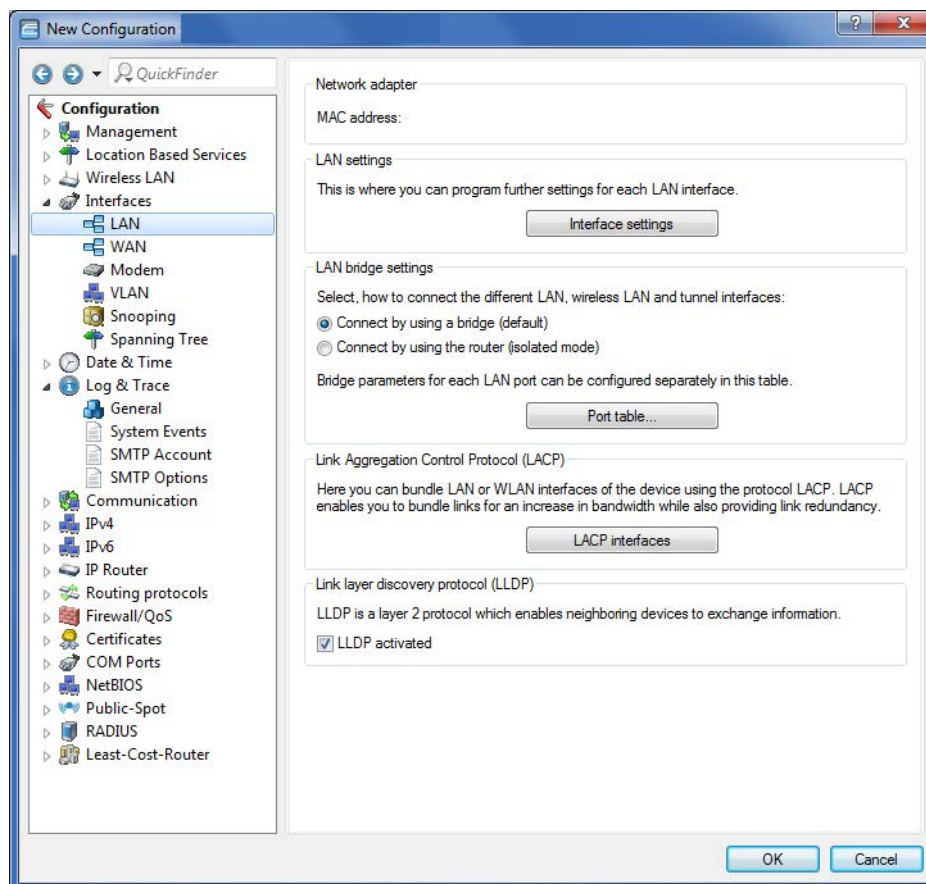 New Configuration
QuickFinder
Configuration
Management
Location Based Services
Wireless LAN
Interfaces
LAN
WAN
Modem
VLAN
Snooping
Spanning Tree
Date & Time
Log & Trace
General
System Events
SMTP Account
SMTP Options
Communication
IPv4
IPv6
IP Router
Routing protocols
Firewall/QoS
Certificates
COM Ports
NetBIOS
Public-Spot
RADIUS
Least-Cost-Router
Network adapter
MAC address:
LAN settings
This is where you can program further settings for each LAN interface.
Interface settings
LAN bridge settings
Select, how to connect the different LAN, wireless LAN and tunnel interfaces:
Connect by using a bridge (default)
Connect by using the router (isolated mode)
Bridge parameters for each LAN port can be configured separately in this table.
Port table...
Link Aggregation Control Protocol (LACP)
Here you can bundle LAN or WLAN interfaces of the device using the protocol LACP. LACP
enables you to bundle links for an increase in bandwidth while also providing link redundancy.
LACP interfaces
Link layer discovery protocol (LLDP)
LLDP is a layer 2 protocol which enables neighboring devices to exchange information.
LLDP activated
OK
Cancel